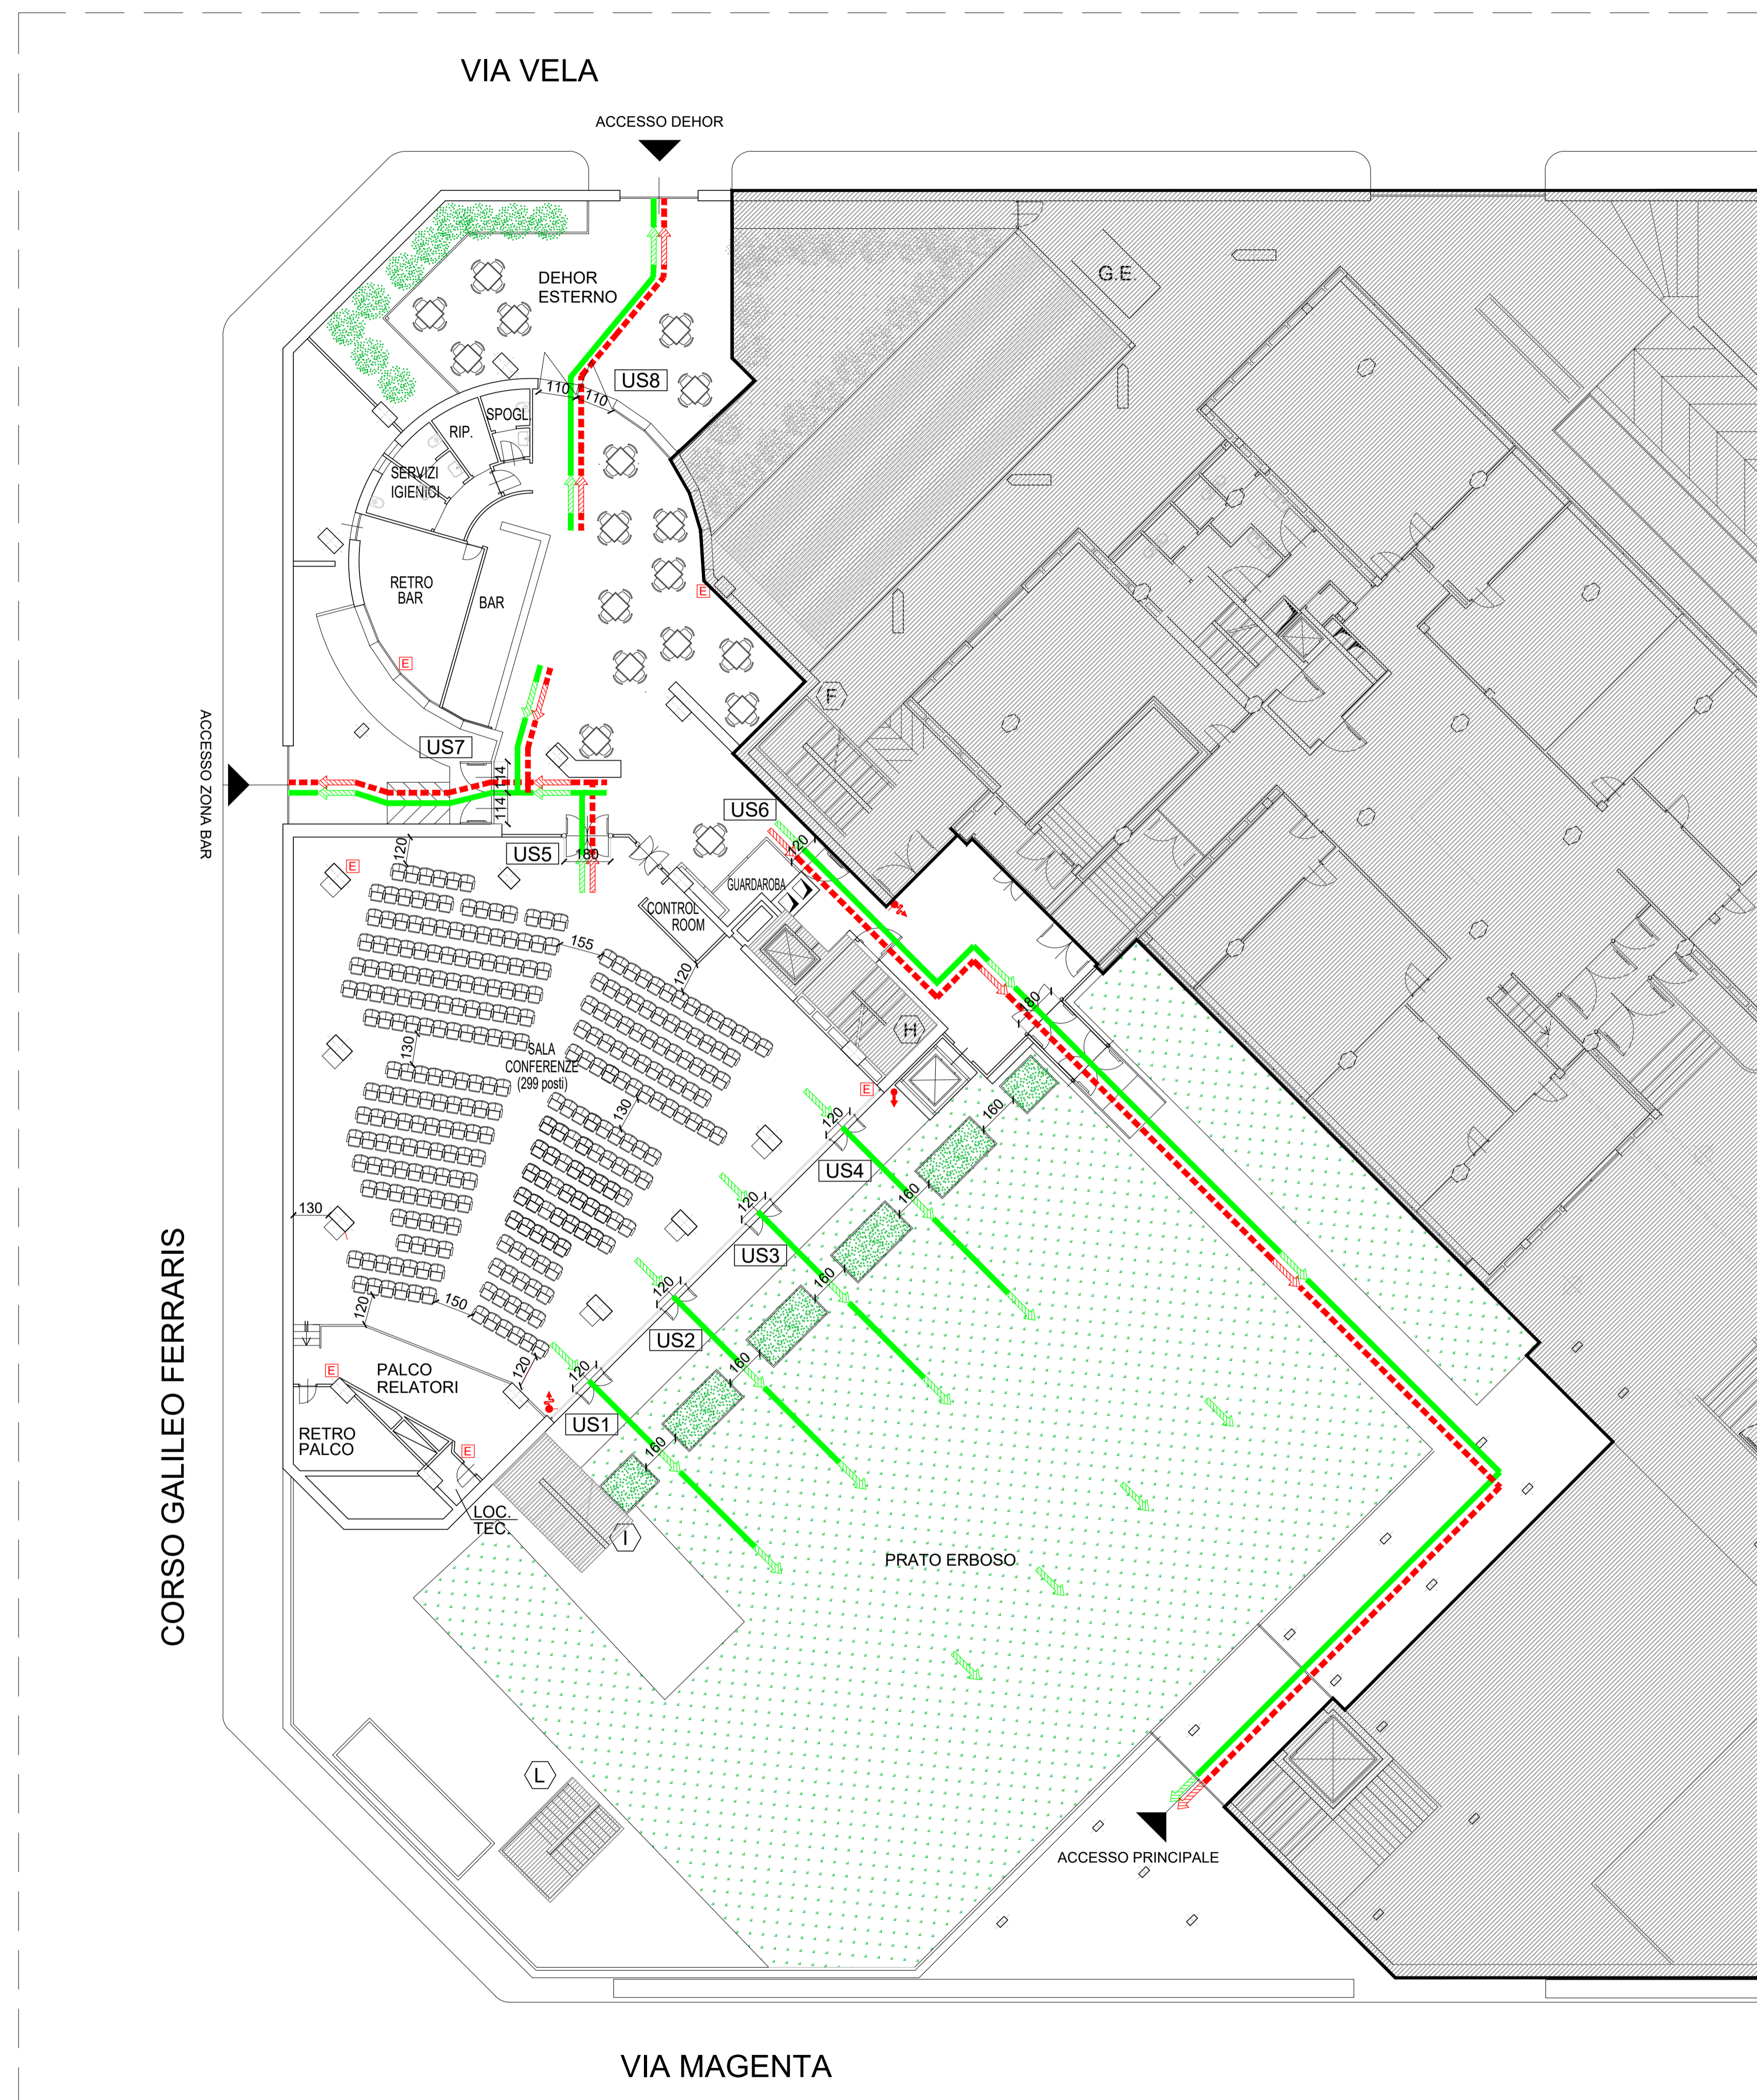 VIA VELA
ACCESSO DEHOR
G.E.
DEHOR
ESTERNO
US8
110
110
SPOGL.
RIP.
SERVIZI
IGIENICI
RETRO
BAR
BAR
E
E
F
ACCESSO ZONA BAR
US7
114
114
US6
120
US5
180
120
E
GUARDAROBA
CONTROL
ROOM
155
120
180
H
130
SALA
CONFERENZE
(299 posti)
E
130
160
120
US4
160
120
US3
130
160
120
US2
150
120
160
120
120
US1
160
E
PALCO
RELATORI
RETRO
PALCO
E
LOC.
TEC.
I
PRATO ERBOSO
CORSO GALILEO FERRARIS
L
ACCESSO PRINCIPALE
VIA MAGENTA